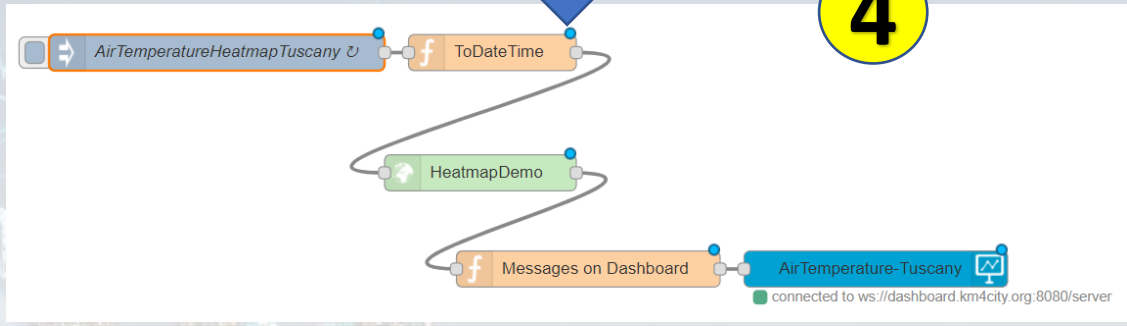 4
AirTemperatureHeatmapTuscany ↻
ToDateTime
HeatmapDemo
Messages on Dashboard
AirTemperature-Tuscany
connected to ws://dashboard.km4city.org:8080/server